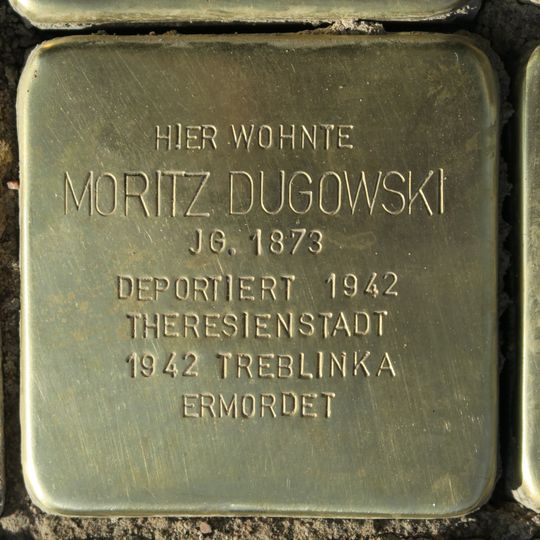 HIER WOHNTE
MORITZ DUGOWSKI
JG. 1873
DEPORTIERT 1942
THERESIENSTADT
1942 TREBLINKA
ERMORDET